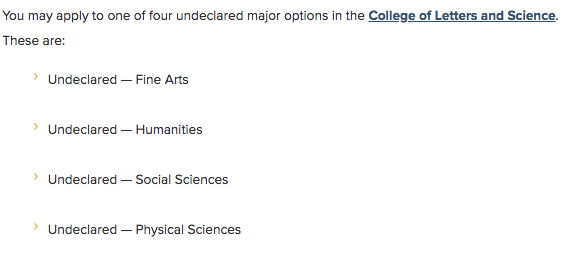 You may apply to one of four undeclared major options in the College of Letters and Science.
These are:
Undeclared — Fine Arts
Undeclared — Humanities
Undeclared — Social Sciences
Undeclared — Physical Sciences